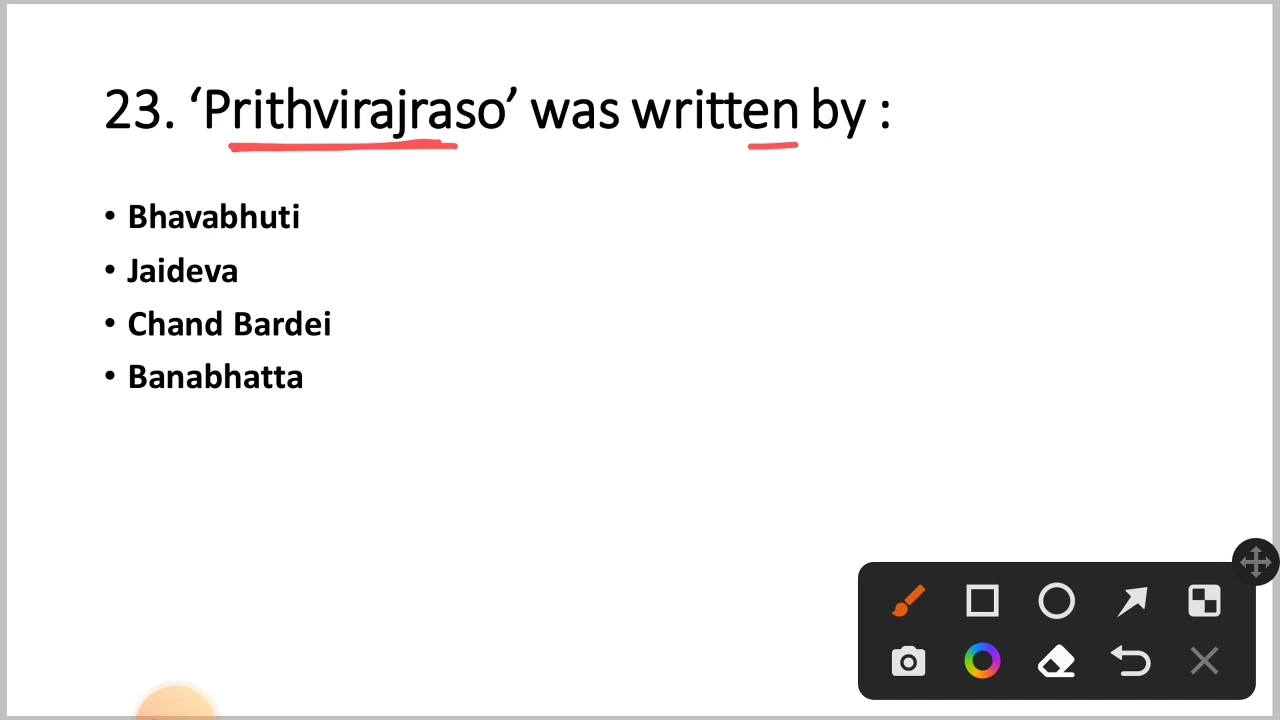 23. ‘Prithvirajraso’ was written by :
• Bhavabhuti
• Jaideva
• Chand Bardei
• Banabhatta